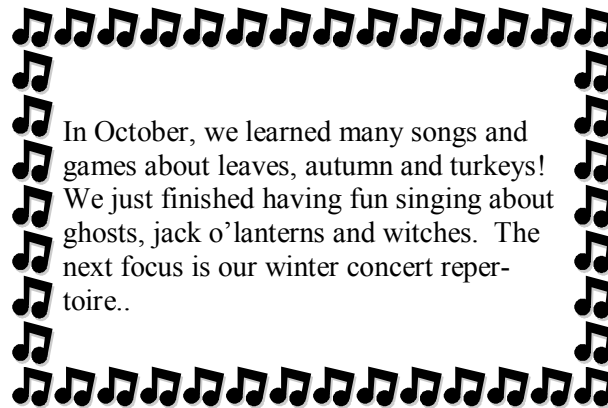 In October, we learned many songs and
games about leaves, autumn and turkeys!
We just finished having fun singing about
ghosts, jack o’lanterns and witches.  The
next focus is our winter concert reper-
toire..